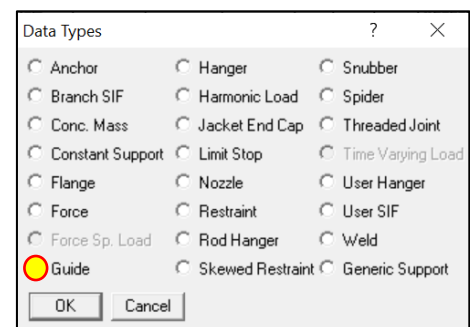 Data Types ?
Anchor Hanger Snubber
Branch SIF Harmonic Load Spider
Conc. Mass Jacket End Cap Threaded Joint
Constant Support Limit Stop Time Varying Load
Flange Nozzle User Hanger
Force Restraint User SIF
Force Sp. Load Rod Hanger Weld
Guide Skewed Restraint Generic Support
OK Cancel